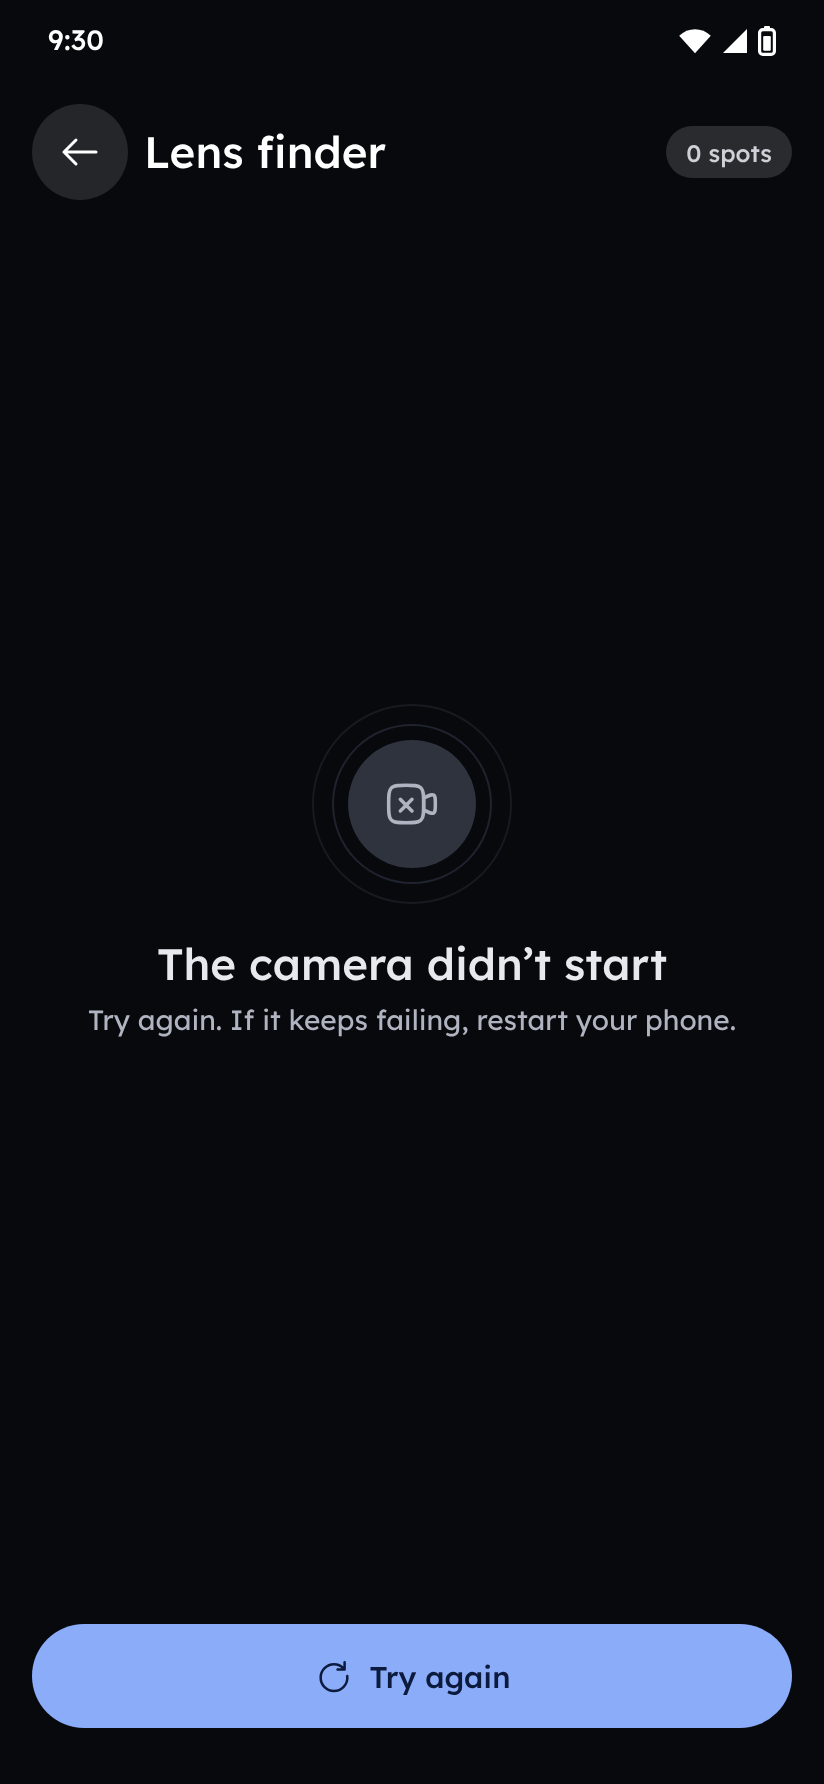 9:30
Lens finder
0 spots
The camera didn’t start
Try again. If it keeps failing, restart your phone.
Try again